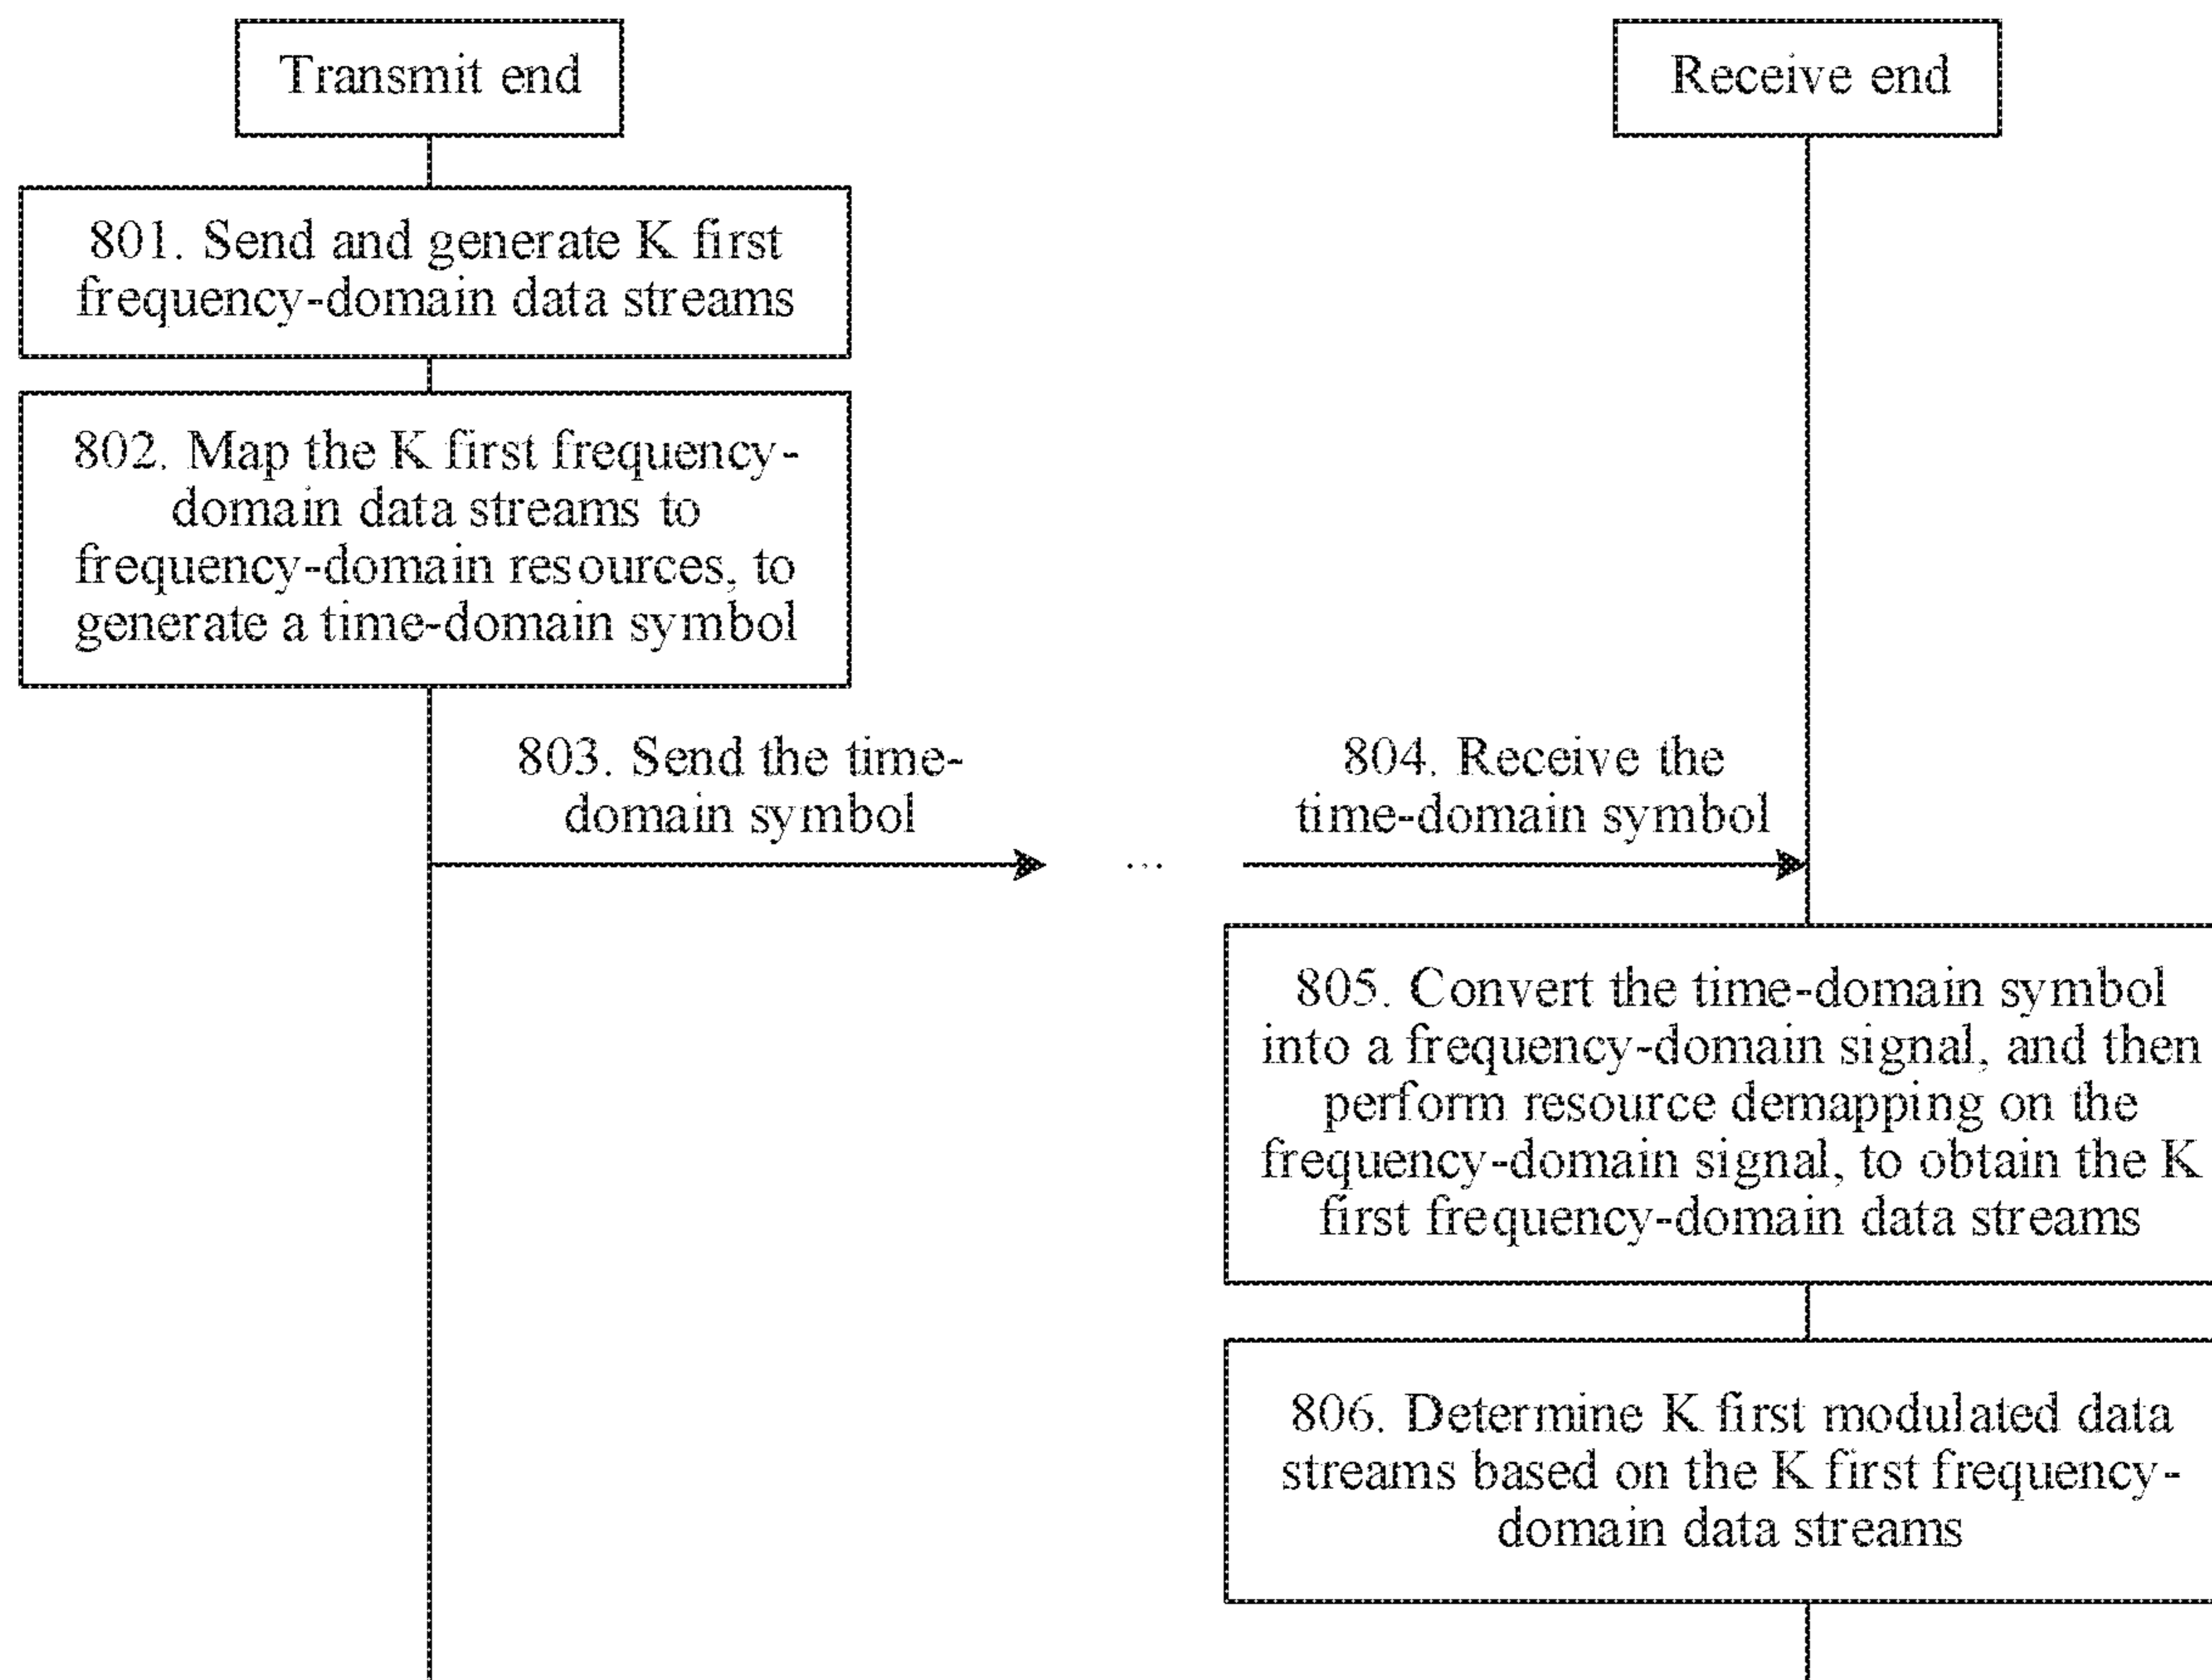 Transmit end
Receive end
801. Send and generate K first
frequency-domain data streams
802. Map the K first frequency-
domain data streams to
frequency-domain resources, to
generate a time-domain symbol
803. Send the time-
domain symbol
...
804. Receive the
time-domain symbol
805. Convert the time-domain symbol
into a frequency-domain signal, and then
perform resource demapping on the
frequency-domain signal, to obtain the K
first frequency-domain data streams
806. Determine K first modulated data
streams based on the K first frequency-
domain data streams